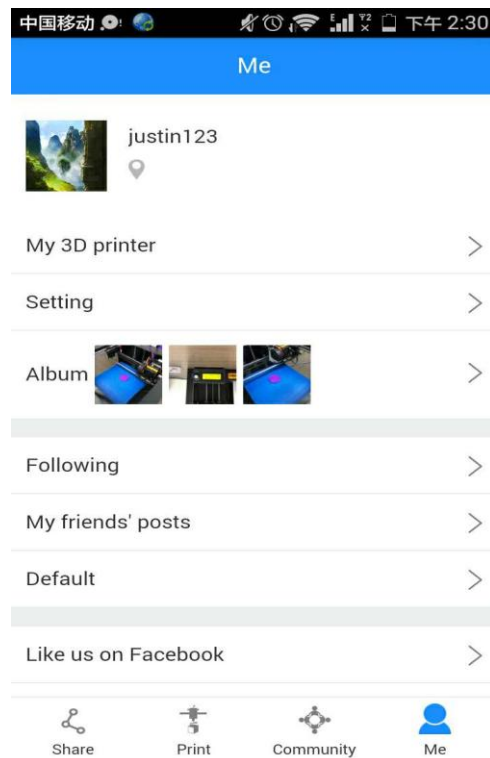 中国移动 下午 2:30
Me
justin123
My 3D printer
Setting
Album
Following
My friends' posts
Default
Like us on Facebook
Share Print Community Me